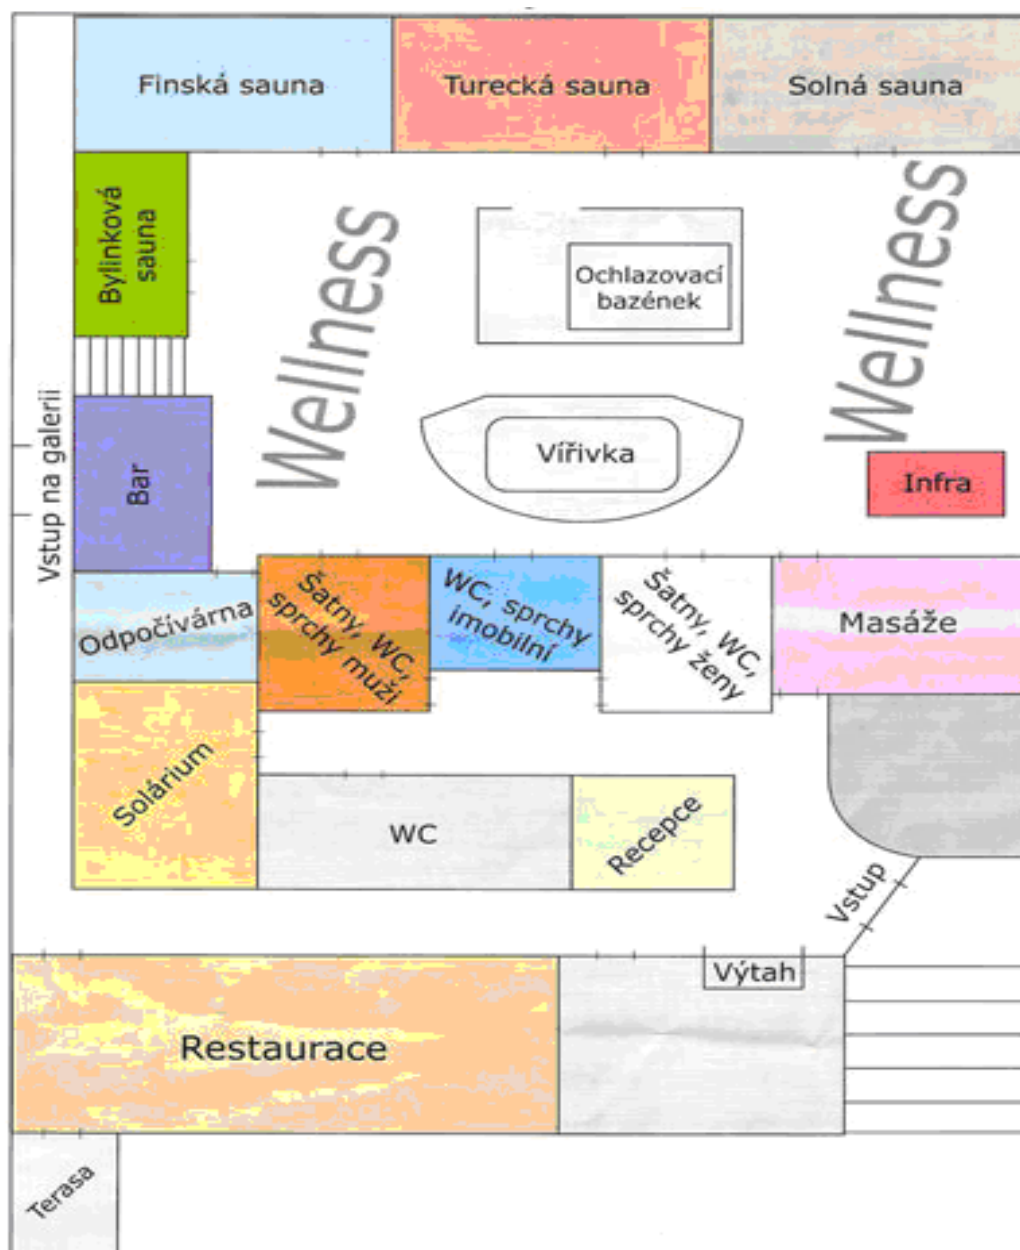 Finská sauna
Turecká sauna
Solná sauna
Bylinková
sauna
Wellness
Ochlazovací
bazének
Wellness
Vstup na galerii
Bar
Vířivka
Infra
Odpočivárna
Šatny, WC,
sprchy muži
WC, sprchy
imobilní
Šatny, WC,
sprchy ženy
Masáže
Solárium
WC
Recepce
Vstup
Výtah
Restaurace
Terasa